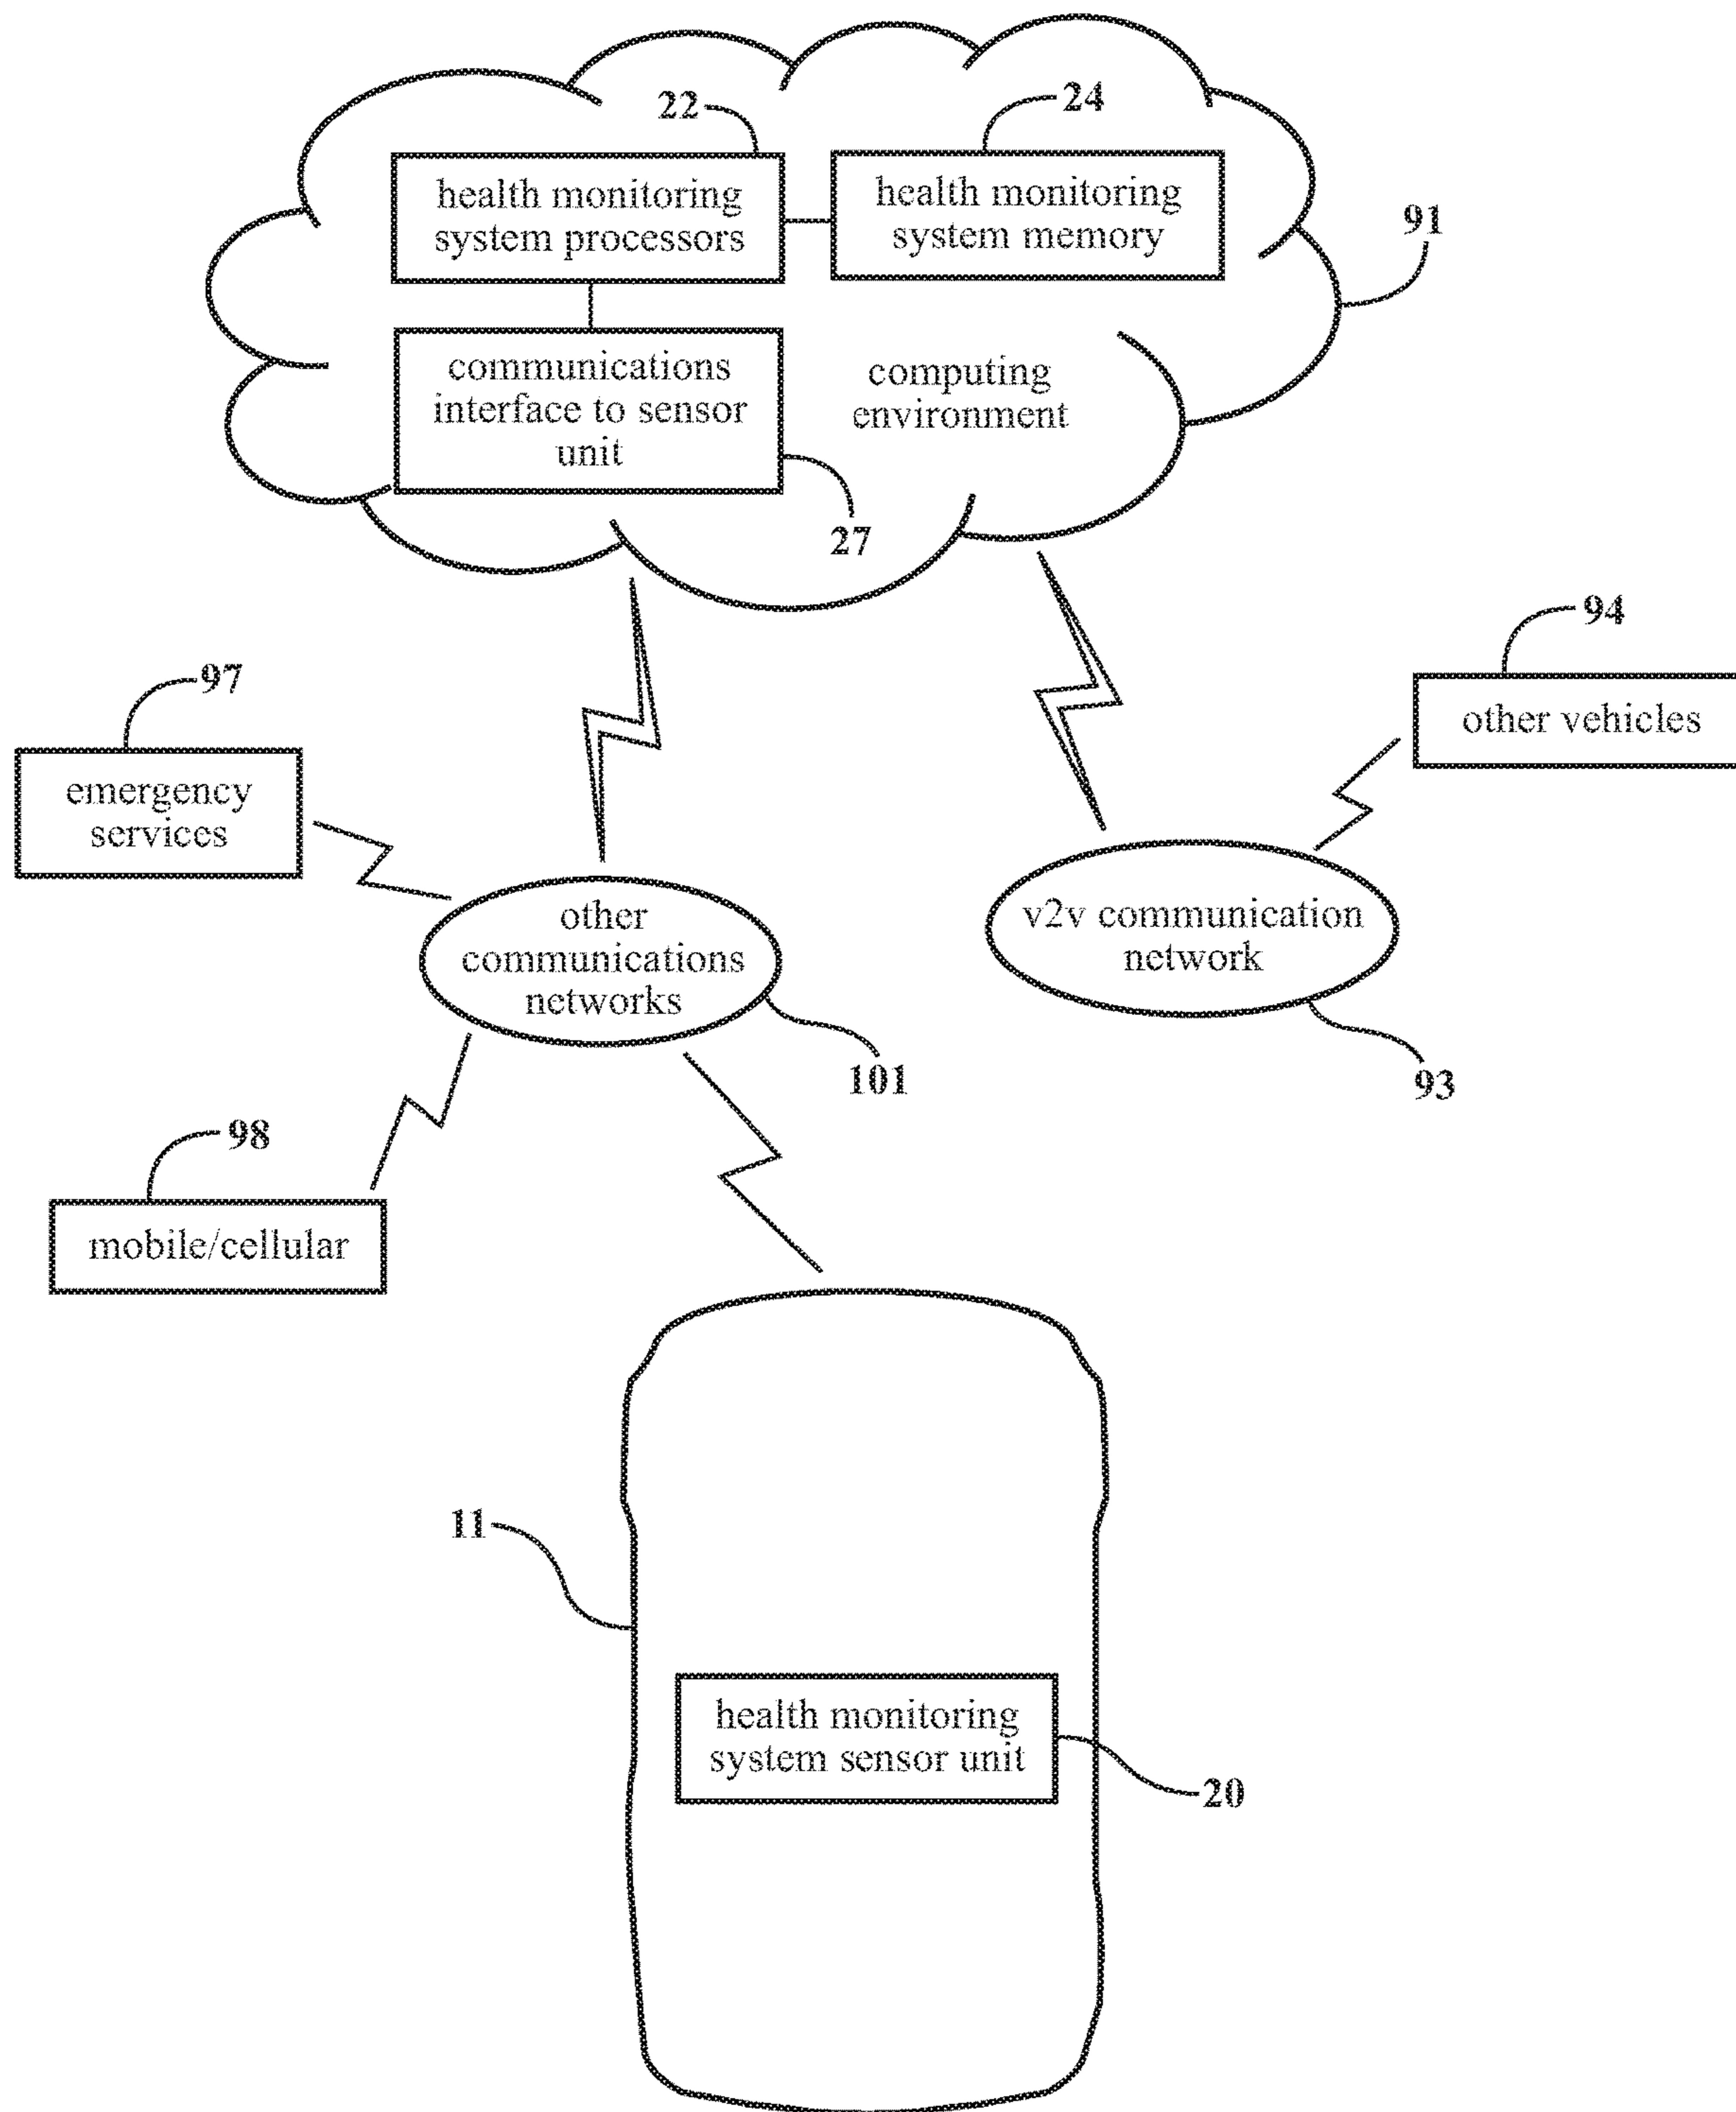 22
24
health monitoring
system processors
health monitoring
system memory
91
communications
interface to sensor
unit
computing
environment
27
94
97
other vehicles
emergency
services
other
communications
networks
v2v communication
network
101
93
98
mobile/cellular
11
health monitoring
system sensor unit
20